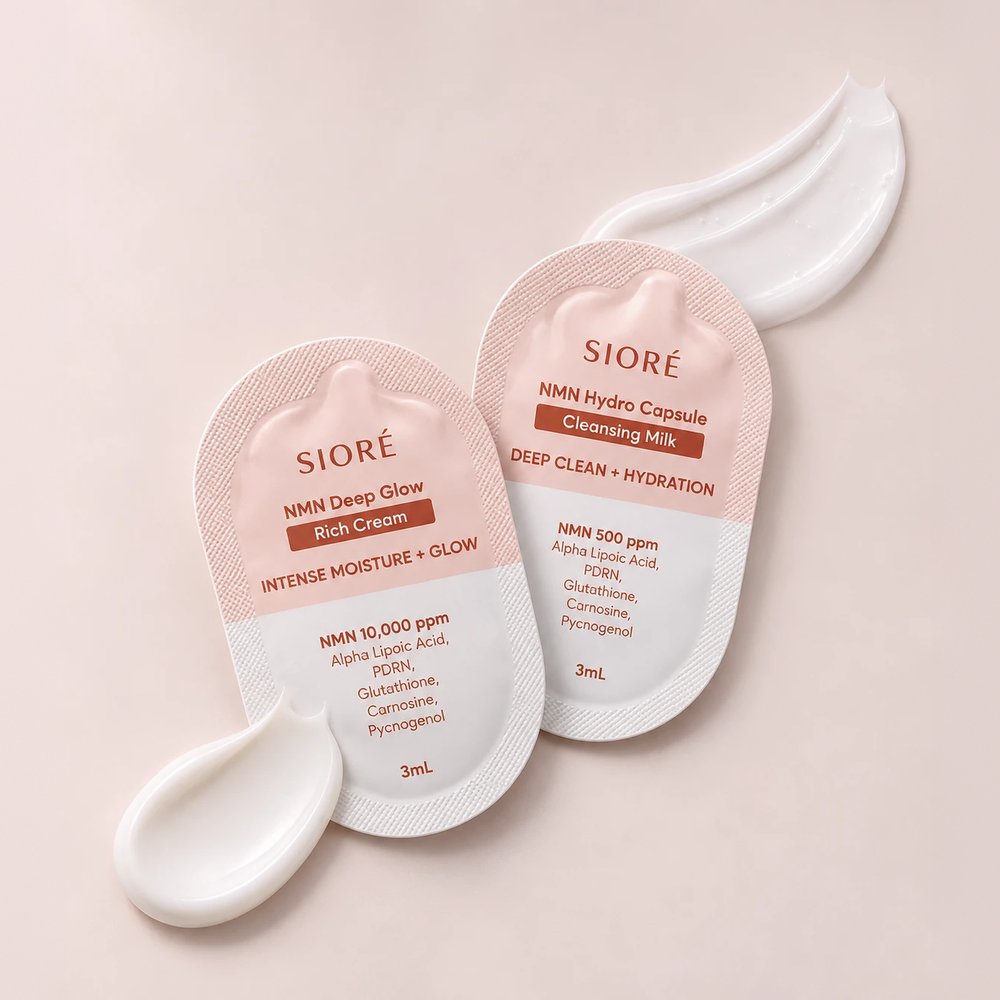 SIORÉ
NMN Deep Glow
Rich Cream
INTENSE MOISTURE + GLOW
NMN 10,000 ppm
Alpha Lipoic Acid,
PDRN,
Glutathione,
Carnosine,
Pycnogenol
3mL
SIORÉ
NMN Hydro Capsule
Cleansing Milk
DEEP CLEAN + HYDRATION
NMN 500 ppm
Alpha Lipoic Acid,
PDRN,
Glutathione,
Carnosine,
Pycnogenol
3mL